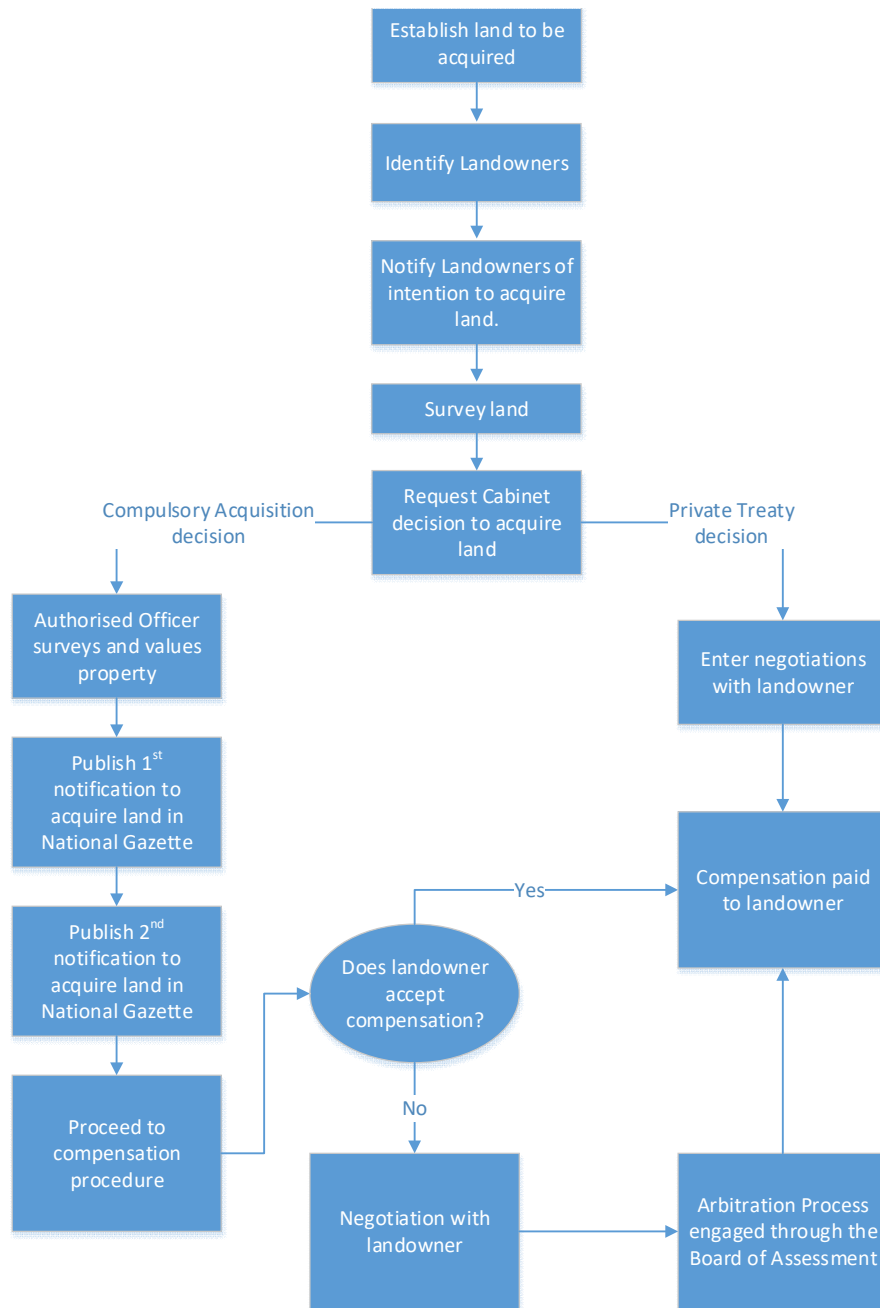 Establish land to be
acquired
Identify Landowners
Notify Landowners of
intention to acquire
land.
Survey land
Request Cabinet
decision to acquire
land
Compulsory Acquisition
decision
Private Treaty
decision
Authorised Officer
surveys and values
property
Enter negotiations
with landowner
Publish 1st
notification to
acquire land in
National Gazette
Compensation paid
to landowner
Yes
Publish 2nd
notification to
acquire land in
National Gazette
Does landowner
accept
compensation?
No
Proceed to
compensation
procedure
Negotiation with
landowner
Arbitration Process
engaged through the
Board of Assessment